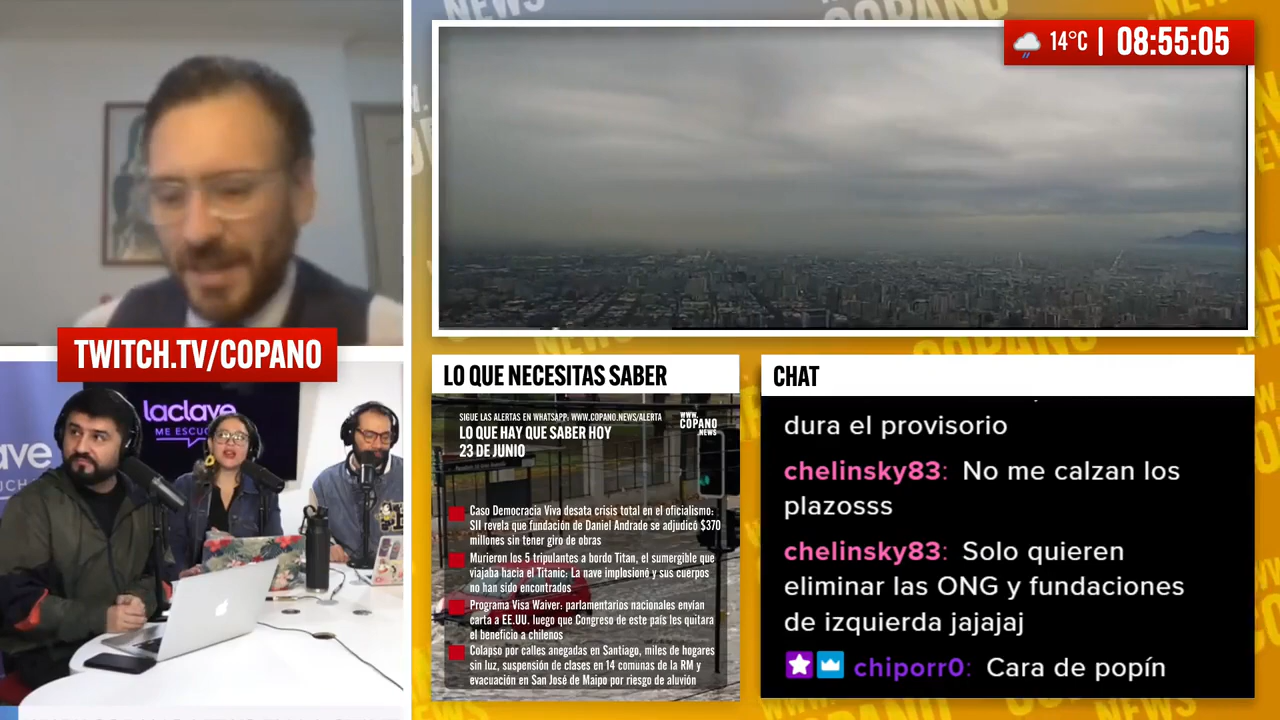 NEWS
COPANO
14°C | 08:55:05
TWITCH.TV/COPANO
laclave
ME ESCUC
ave
UCHA
LO QUE NECESITAS SABER
SIGUE LAS ALERTAS EN WHATSAPP: WWW.COPANO.NEWS/ALERTA
LO QUE HAY QUE SABER HOY
23 DE JUNIO
WWW.
COPANO
.NEWS
Caso Democracia Viva desata crisis total en el oficialismo:
SII revela que fundación de Daniel Andrade se adjudicó $370
millones sin tener giro de obras
Murieron los 5 tripulantes a bordo Titan, el sumergible que
viajaba hacia el Titanic: La nave implosionó y sus cuerpos
no han sido encontrados
Programa Visa Waiver: parlamentarios nacionales envían
carta a EE.UU. luego que Congreso de este país les quitara
el beneficio a chilenos
Colapso por calles anegadas en Santiago, miles de hogares
sin luz, suspensión de clases en 14 comunas de la RM y
evacuación en San José de Maipo por riesgo de aluvión
CHAT
dura el provisorio
chelinsky83: No me calzan los
plazosss
chelinsky83: Solo quieren
eliminar las ONG y fundaciones
de izquierda jajajaj
chiporr0: Cara de popín